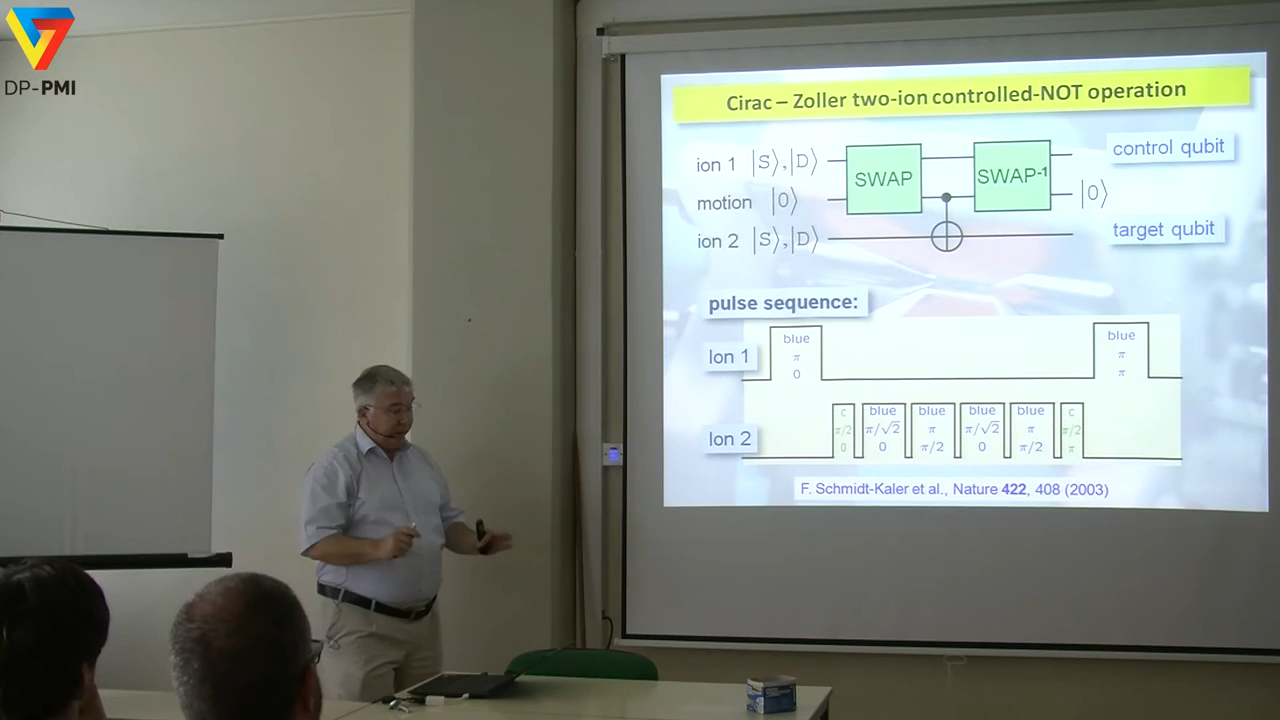 DP-PMI
Cirac – Zoller two-ion controlled-NOT operation
ion 1 |S⟩,|D⟩
SWAP
SWAP-1
control qubit
motion |0⟩
|0⟩
ion 2 |S⟩,|D⟩
target qubit
pulse sequence:
Ion 1
blue
π
0
blue
π
π
Ion 2
c
π/2
0
blue
π/√2
0
blue
π
π/2
blue
π/√2
0
blue
π
π/2
c
π/2
π
F. Schmidt-Kaler et al., Nature 422, 408 (2003)